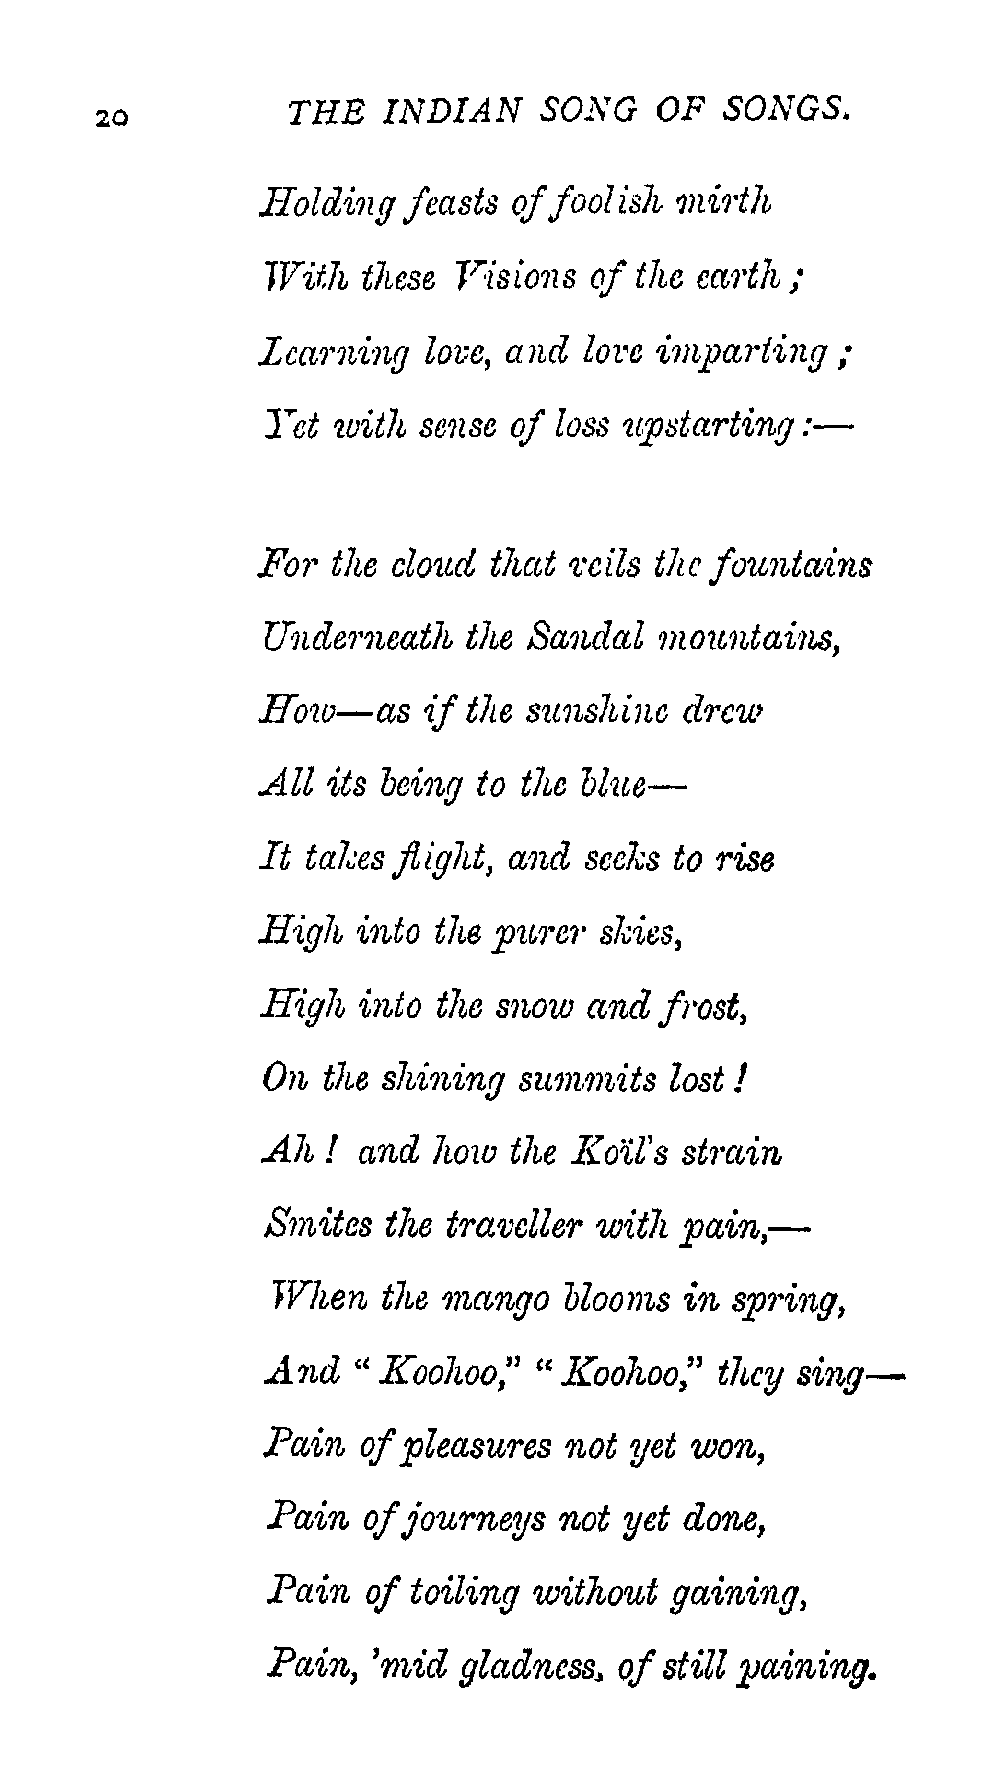 20 THE INDIAN SONG OF SONGS.
Holding feasts of foolish mirth
With these Visions of the earth ;
Learning love, and love imparting ;
Yet with sense of loss upstarting :—
For the cloud that veils the fountains
Underneath the Sandal mountains,
How—as if the sunshine drew
All its being to the blue—
It takes flight, and seeks to rise
High into the purer skies,
High into the snow and frost,
On the shining summits lost !
Ah ! and how the Koïl's strain
Smites the traveller with pain,—
When the mango blooms in spring,
And “ Koohoo,” “ Koohoo,” they sing—
Pain of pleasures not yet won,
Pain of journeys not yet done,
Pain of toiling without gaining,
Pain, ’mid gladness, of still paining.